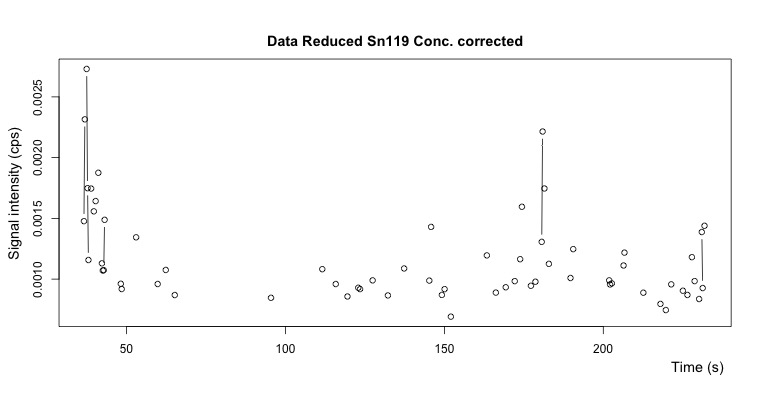 Data Reduced Sn119 Conc. corrected
Signal intensity (cps)
0.0025
0.0020
0.0015
0.0010
50 100 150 200
Time (s)